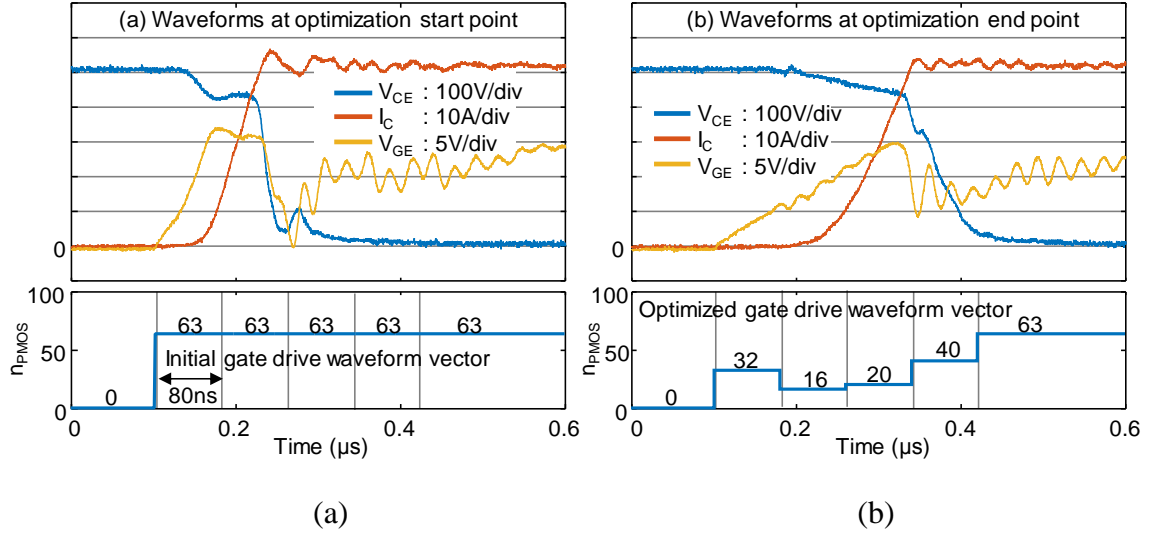 (a) Waveforms at optimization start point
V_CE : 100V/div
I_C : 10A/div
V_GE : 5V/div
0
100
50
0
n_PMOS
63 63 63 63 63
Initial gate drive waveform vector
80ns
0
0 0.2 0.4 0.6
Time (µs)
(a)
(b) Waveforms at optimization end point
V_CE : 100V/div
I_C : 10A/div
V_GE : 5V/div
0
100
50
0
n_PMOS
Optimized gate drive waveform vector
0 32 16 20 40 63
0 0.2 0.4 0.6
Time (µs)
(b)